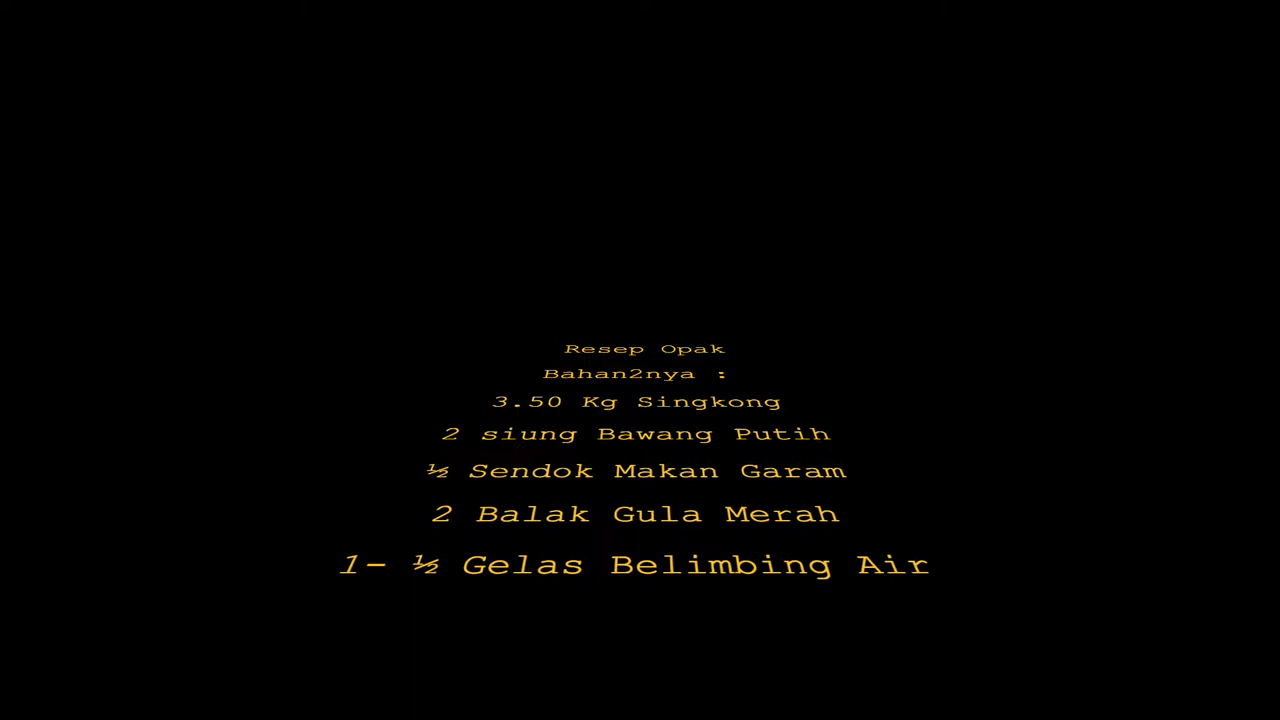 Resep Opak
Bahan2nya :
3.50 Kg Singkong
2 siung Bawang Putih
½ Sendok Makan Garam
2 Balak Gula Merah
1- ½ Gelas Belimbing Air